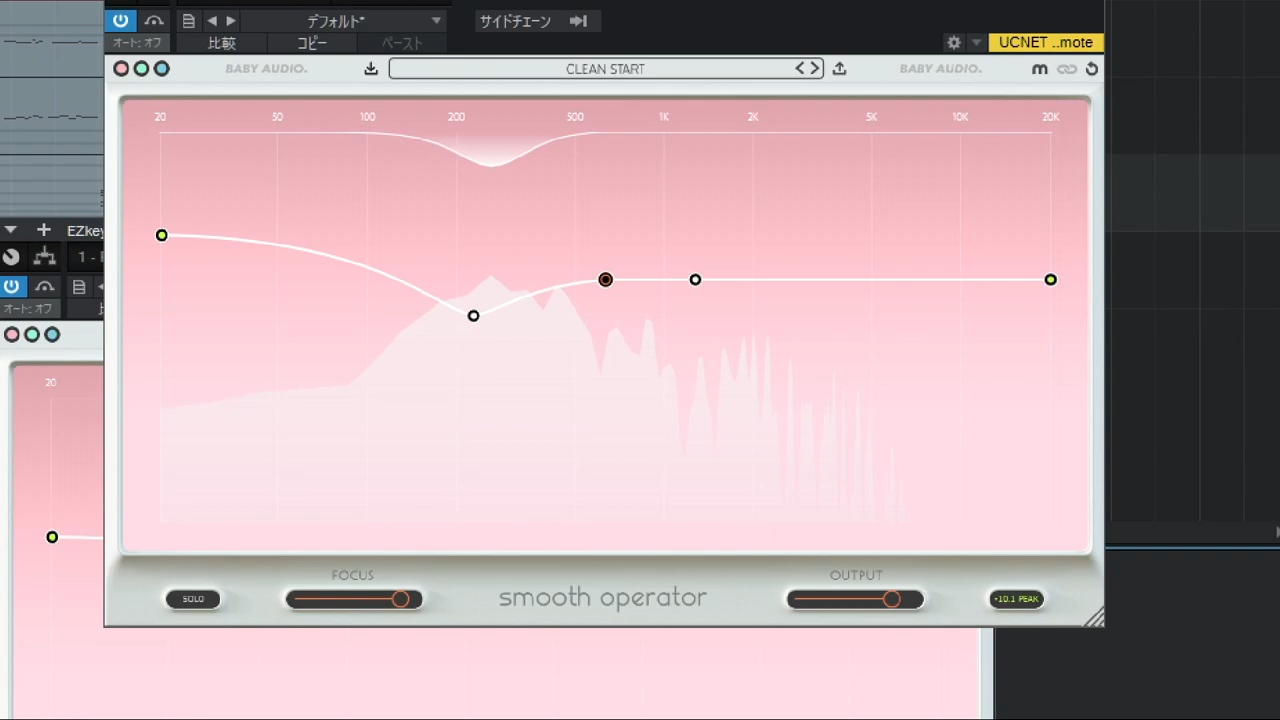 デフォルト*
サイドチェーン
オート: オフ
比較
コピー
ペースト
UCNET ..mote
BABY AUDIO.
CLEAN START
BABY AUDIO.
m
20 50 100 200 500 1K 2K 5K 10K 20K
EZkey
1 -
オート: オフ
20
FOCUS
OUTPUT
SOLO
smooth operator
+10.1 PEAK